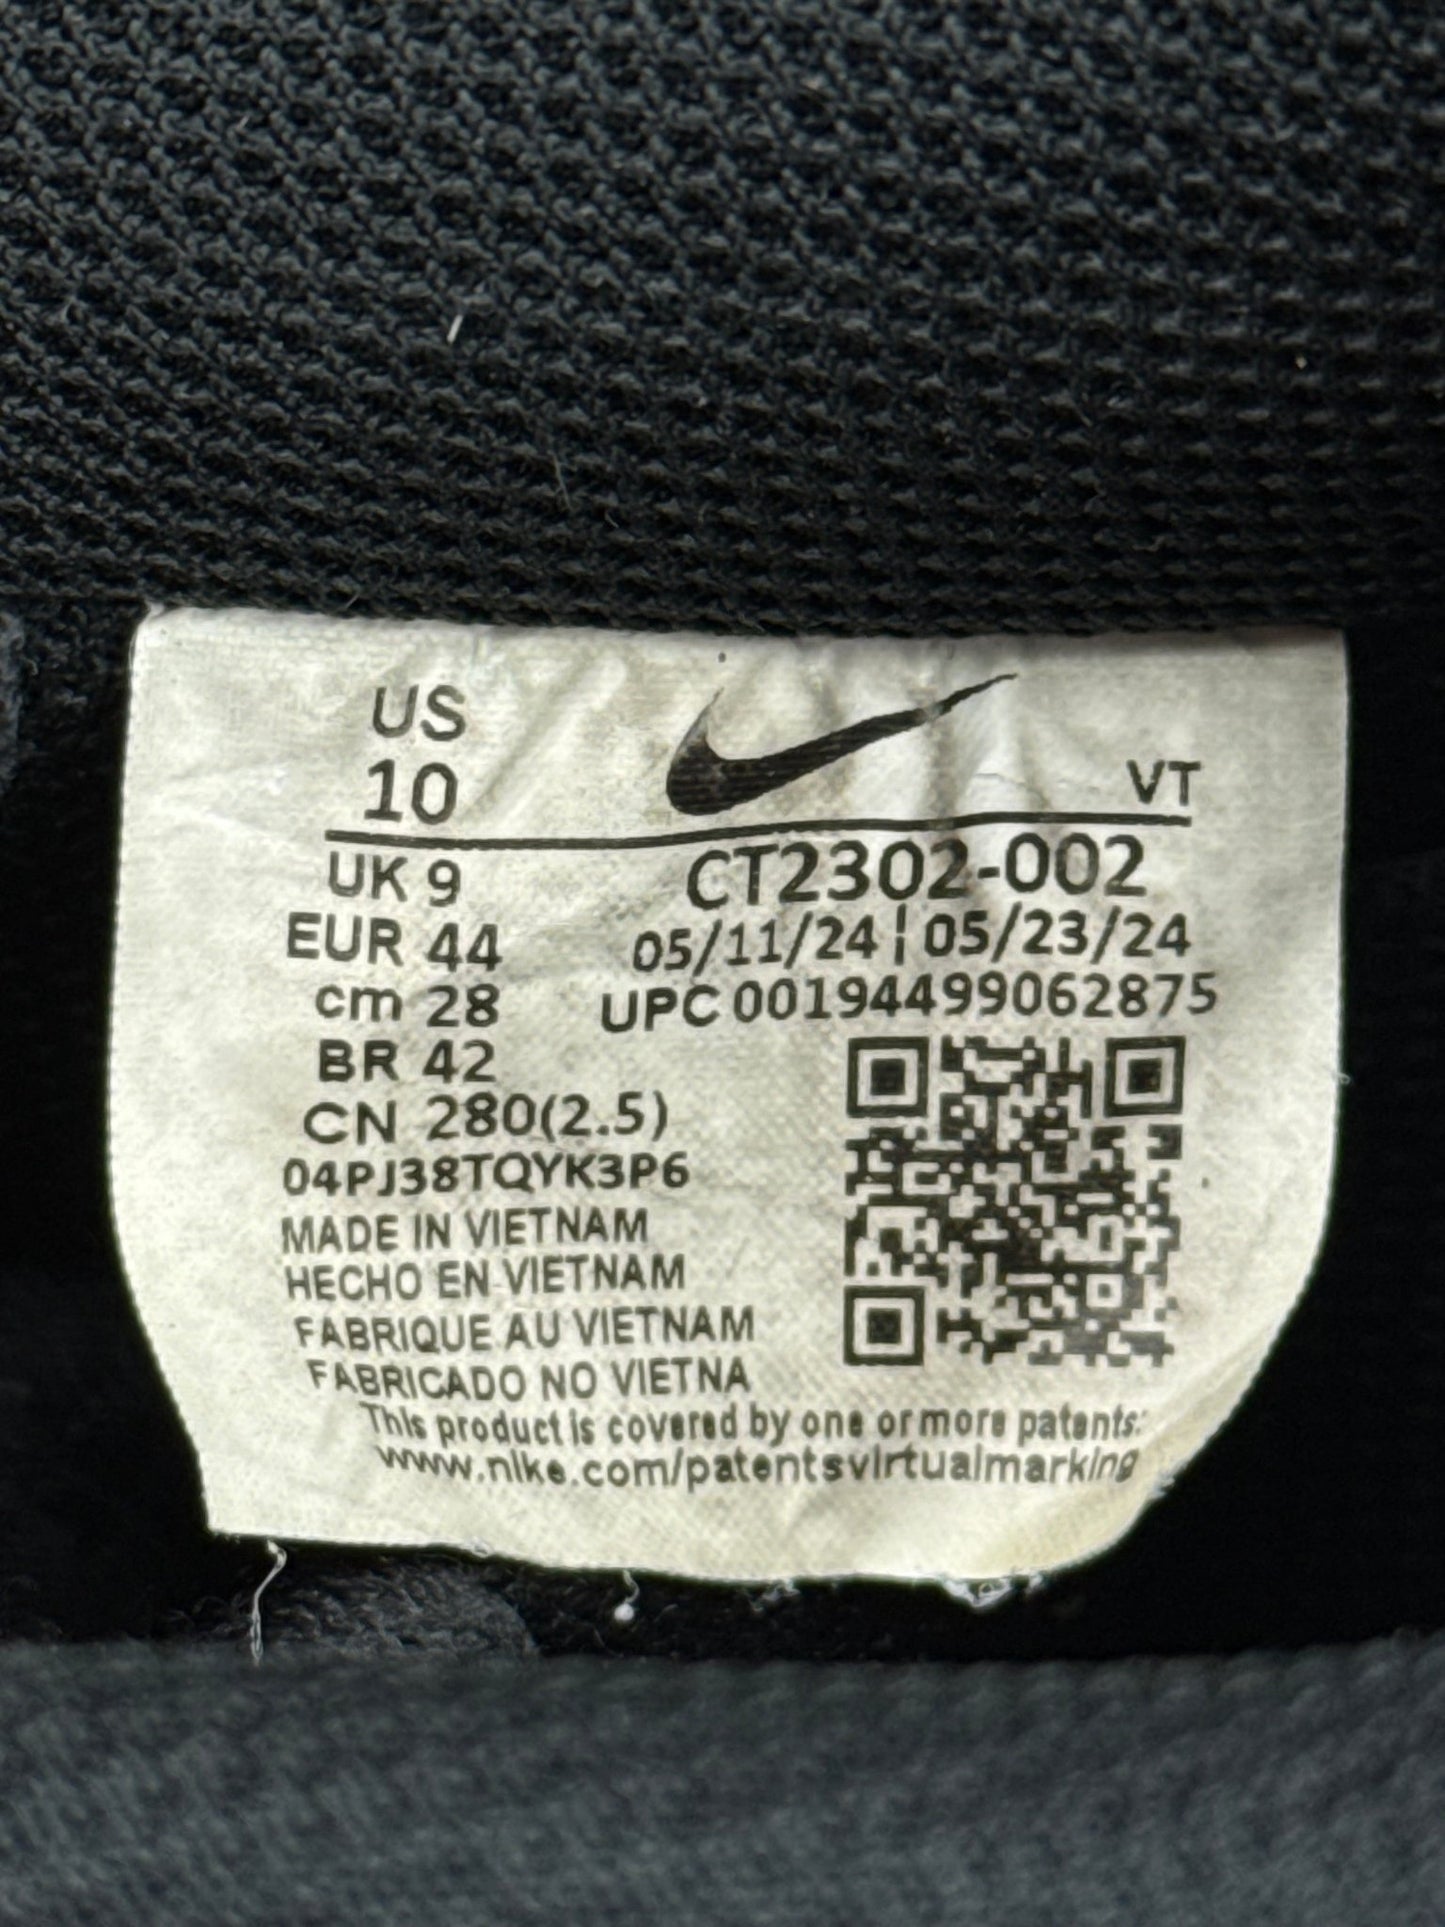 US
10
VT
UK 9
CT2302-002
EUR 44
05/11/24 | 05/23/24
cm 28
UPC 00194499062875
BR 42
CN 280(2.5)
04PJ38TQYK3P6
MADE IN VIETNAM
HECHO EN VIETNAM
FABRIQUE AU VIETNAM
FABRICADO NO VIETNA
This product is covered by one or more patents:
www.nike.com/patentsvirtualmarking